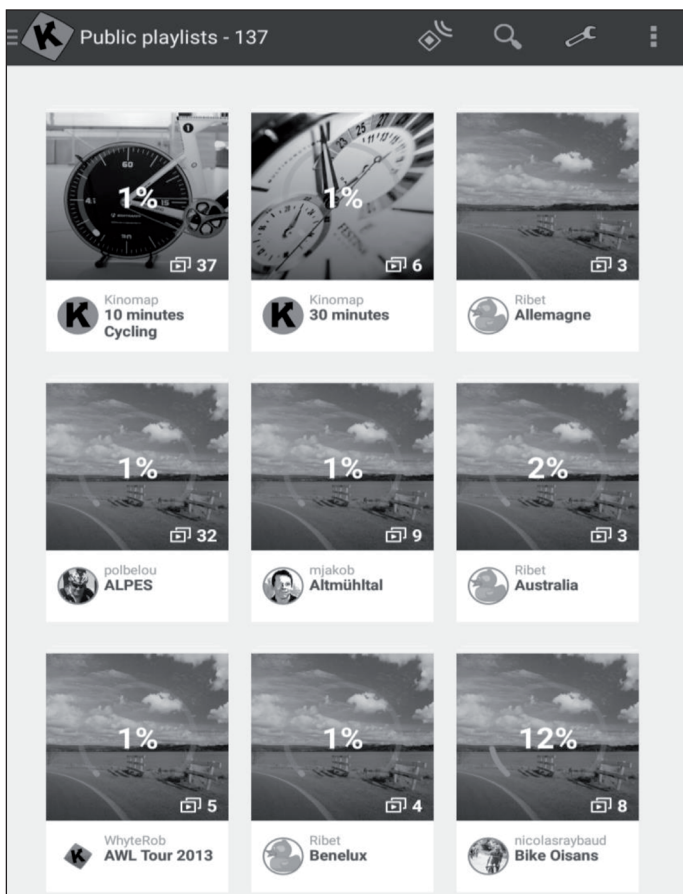 K Public playlists - 137
1%
37
K
Kinomap
10 minutes
Cycling
1%
6
K
Kinomap
30 minutes
3
Ribet
Allemagne
1%
32
polbelou
ALPES
1%
9
mjakob
Altmühltal
2%
3
Ribet
Australia
1%
5
K
WhyteRob
AWL Tour 2013
1%
4
Ribet
Benelux
12%
8
nicolasraybaud
Bike Oisans